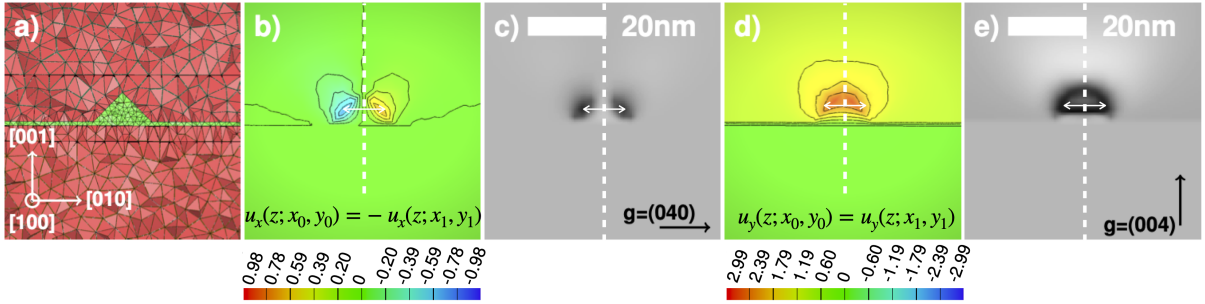 a)
[001]
[010]
[100]
b)
u_x(z; x_0, y_0) = − u_x(z; x_1, y_1)
0.98 0.78 0.59 0.39 0.20 0 -0.20 -0.39 -0.59 -0.78 -0.98
c) 20nm
g=(040)
d)
u_y(z; x_0, y_0) = u_y(z; x_1, y_1)
2.99 2.39 1.79 1.19 0.60 0 -0.60 -1.19 -1.79 -2.39 -2.99
e) 20nm
g=(004)